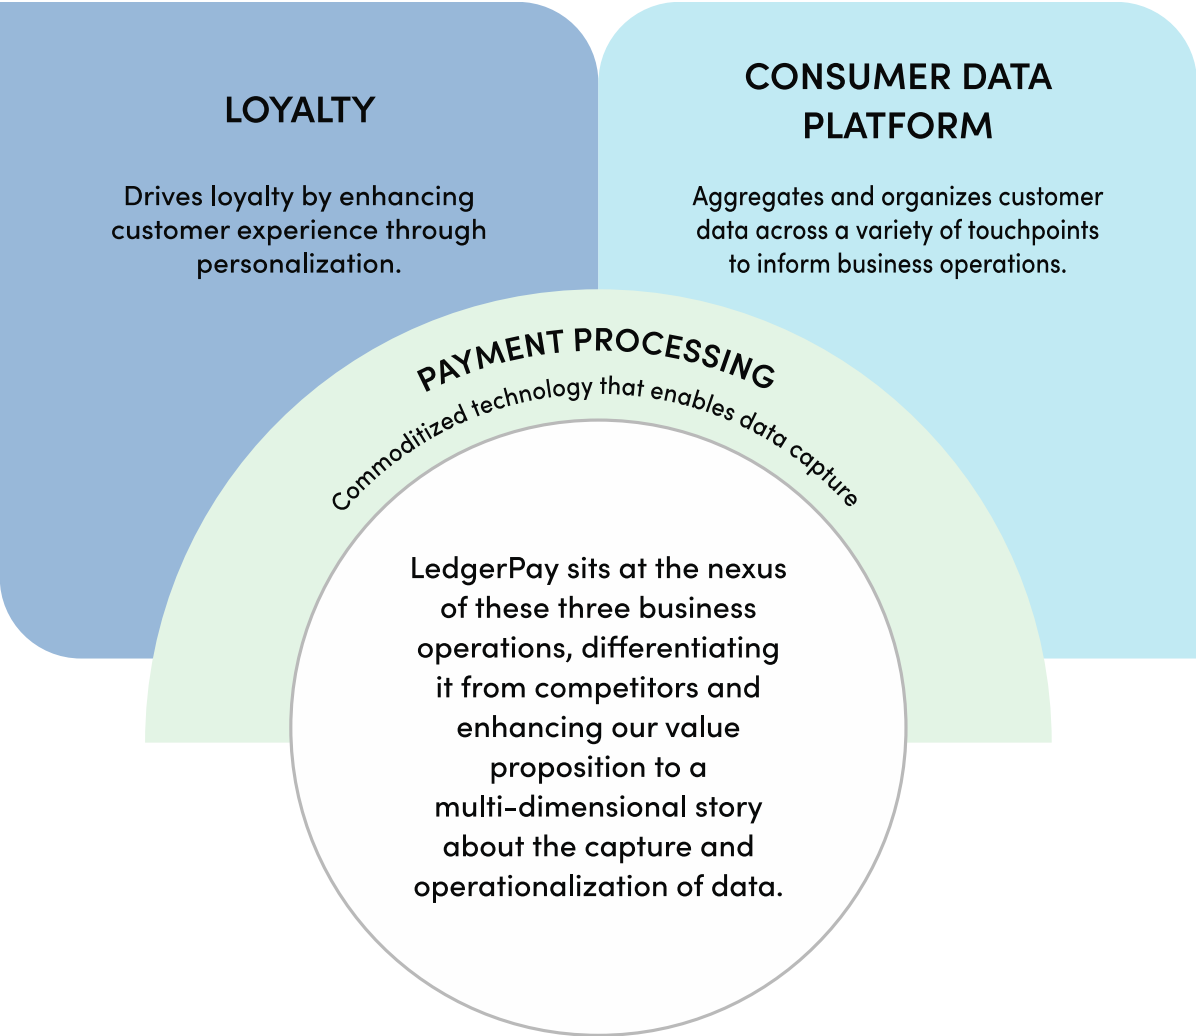 LOYALTY
Drives loyalty by enhancing
customer experience through
personalization.
CONSUMER DATA
PLATFORM
Aggregates and organizes customer
data across a variety of touchpoints
to inform business operations.
PAYMENT PROCESSING
Commoditized technology that enables data capture
LedgerPay sits at the nexus
of these three business
operations, differentiating
it from competitors and
enhancing our value
proposition to a
multi-dimensional story
about the capture and
operationalization of data.